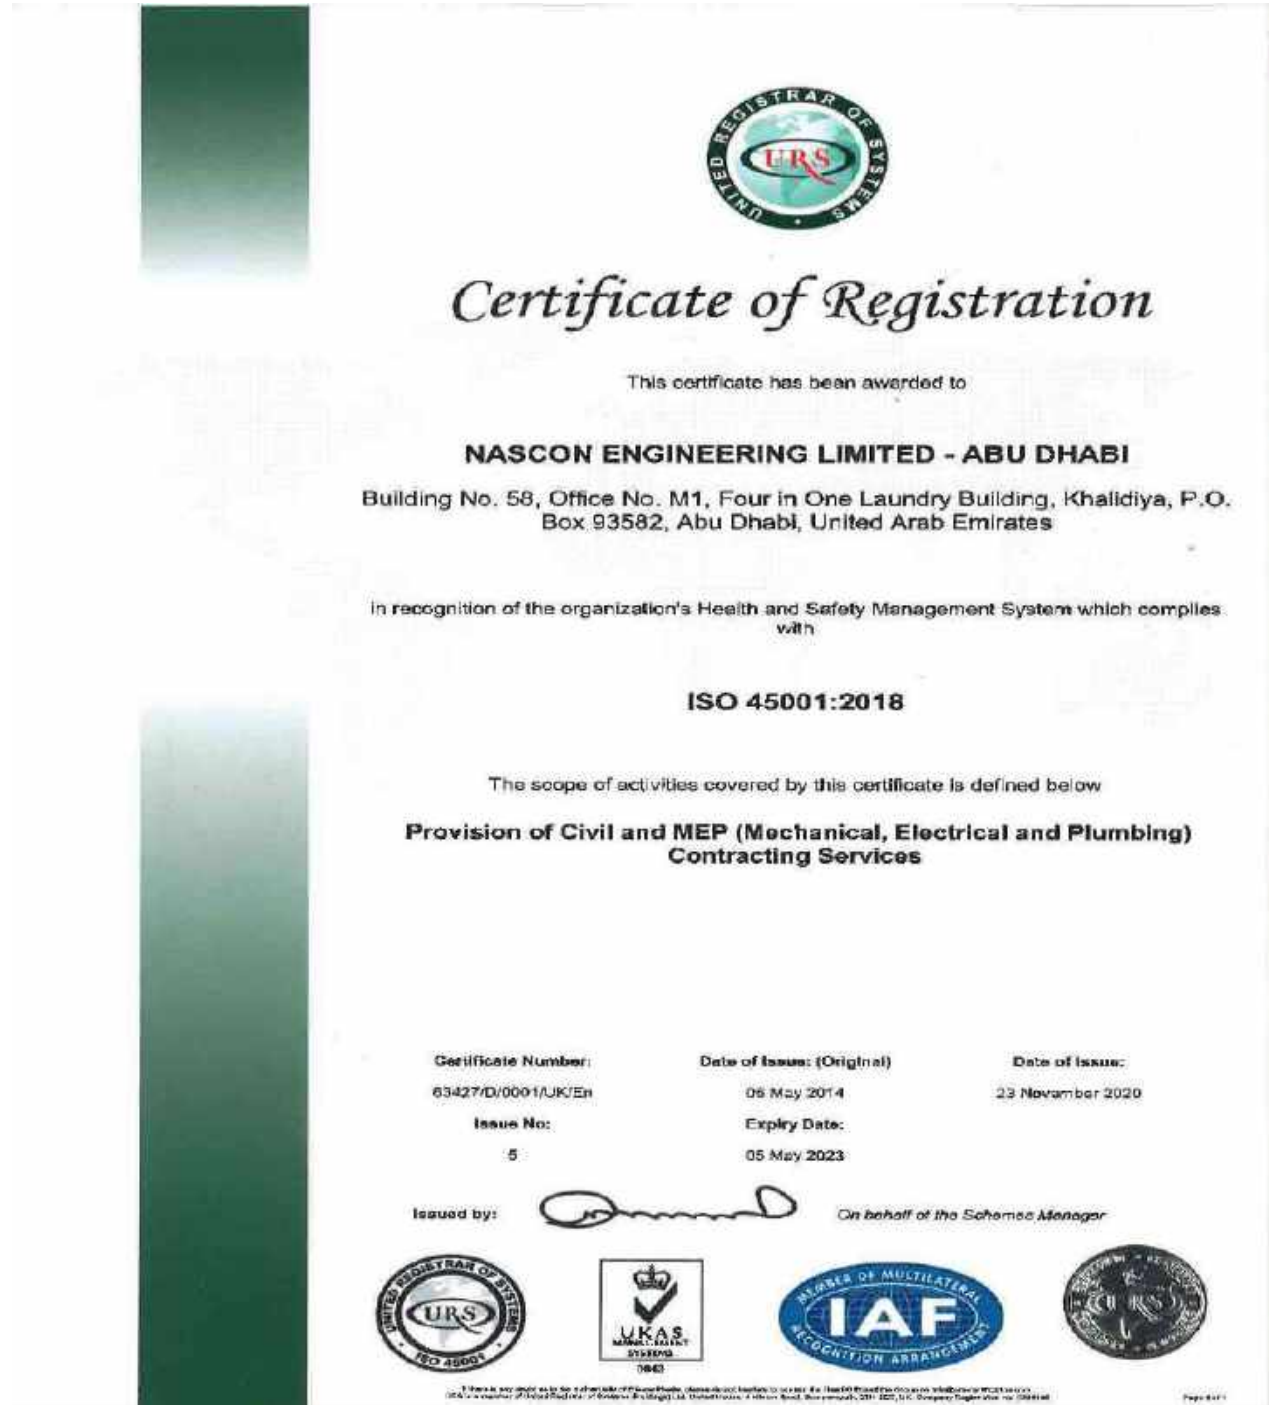 UNITED REGISTRAR OF SYSTEMS
URS
Certificate of Registration
This certificate has been awarded to
NASCON ENGINEERING LIMITED - ABU DHABI
Building No. 58, Office No. M1, Four in One Laundry Building, Khalidiya, P.O.
Box 93582, Abu Dhabi, United Arab Emirates
in recognition of the organization's Health and Safety Management System which complies
with
ISO 45001:2018
The scope of activities covered by this certificate is defined below
Provision of Civil and MEP (Mechanical, Electrical and Plumbing)
Contracting Services
Certificate Number: Date of Issue: (Original) Date of Issue:
63427/D/0001/UK/En 06 May 2014 23 November 2020
Issue No: Expiry Date:
5 05 May 2023
Issued by: On behalf of the Schemes Manager
UNITED REGISTRAR OF SYSTEMS
URS
ISO 45001
UKAS
MANAGEMENT
SYSTEMS
MEMBER OF MULTILATERAL
IAF
RECOGNITION ARRANGEMENT
URS